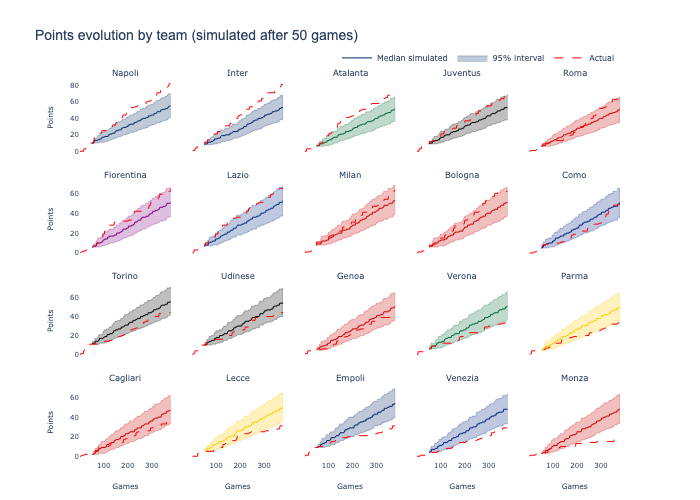 Points evolution by team (simulated after 50 games)
Median simulated 95% interval Actual
Napoli Inter Atalanta Juventus Roma
80
60
Points
40
20
0
Fiorentina Lazio Milan Bologna Como
60
Points
40
20
0
Torino Udinese Genoa Verona Parma
60
Points
40
20
0
Cagliari Lecce Empoli Venezia Monza
60
Points
40
20
0
100 200 300 100 200 300 100 200 300 100 200 300 100 200 300
Games Games Games Games Games